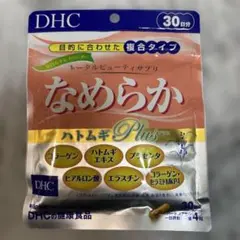 DHC
30日分
目的に合わせた 複合タイプ
トータルビューティサプリ
なめらか
ハトムギ Plus
コラーゲン
ハトムギエキス
プラセンタ
ヒアルロン酸
エラスチン
DHC
DHCの健康食品